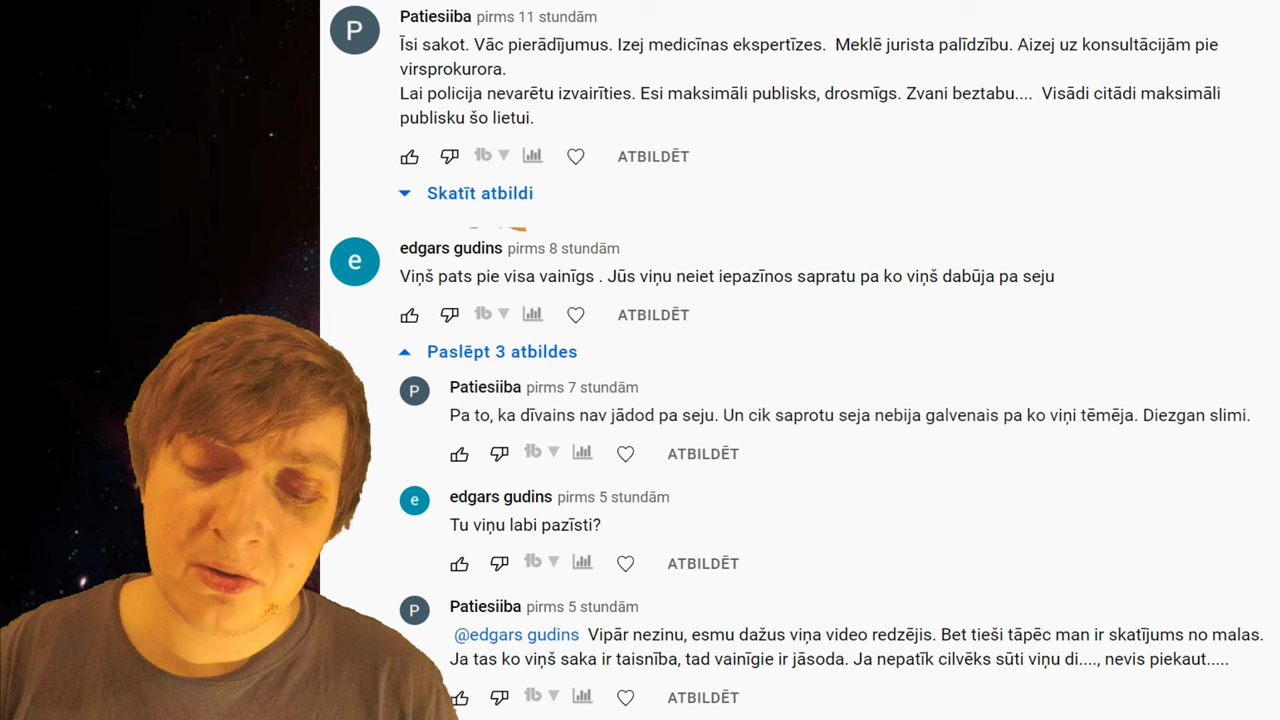 P
Patiesiiba pirms 11 stundām
Īsi sakot. Vāc pierādījumus. Izej medicīnas ekspertīzes. Meklē jurista palīdzību. Aizej uz konsultācijām pie
virsprokurora.
Lai policija nevarētu izvairīties. Esi maksimāli publisks, drosmīgs. Zvani beztabu.... Visādi citādi maksimāli
publisku šo lietui.
ATBILDĒT
Skatīt atbildi
e
edgars gudins pirms 8 stundām
Viņš pats pie visa vainīgs . Jūs viņu neiet iepazīnos sapratu pa ko viņš dabūja pa seju
ATBILDĒT
Paslēpt 3 atbildes
P
Patiesiiba pirms 7 stundām
Pa to, ka dīvains nav jādod pa seju. Un cik saprotu seja nebija galvenais pa ko viņi tēmēja. Diezgan slimi.
ATBILDĒT
e
edgars gudins pirms 5 stundām
Tu viņu labi pazīsti?
ATBILDĒT
P
Patiesiiba pirms 5 stundām
@edgars gudins Vipār nezinu, esmu dažus viņa video redzējis. Bet tieši tāpēc man ir skatījums no malas.
Ja tas ko viņš saka ir taisnība, tad vainīgie ir jāsoda. Ja nepatīk cilvēks sūti viņu di...., nevis piekaut.....
ATBILDĒT